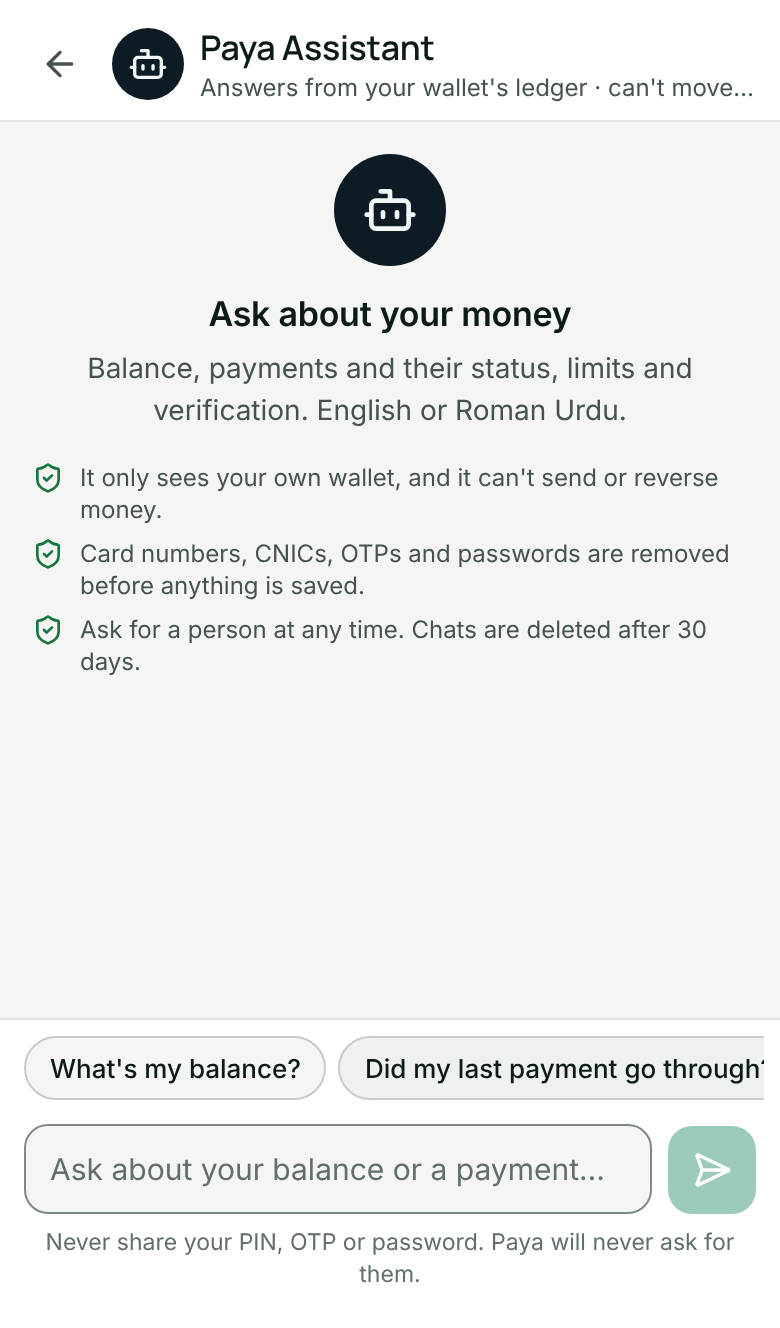 Paya Assistant
Answers from your wallet's ledger · can't move...
Ask about your money
Balance, payments and their status, limits and
verification. English or Roman Urdu.
It only sees your own wallet, and it can't send or reverse
money.
Card numbers, CNICs, OTPs and passwords are removed
before anything is saved.
Ask for a person at any time. Chats are deleted after 30
days.
What's my balance?
Did my last payment go through?
Ask about your balance or a payment...
Never share your PIN, OTP or password. Paya will never ask for
them.